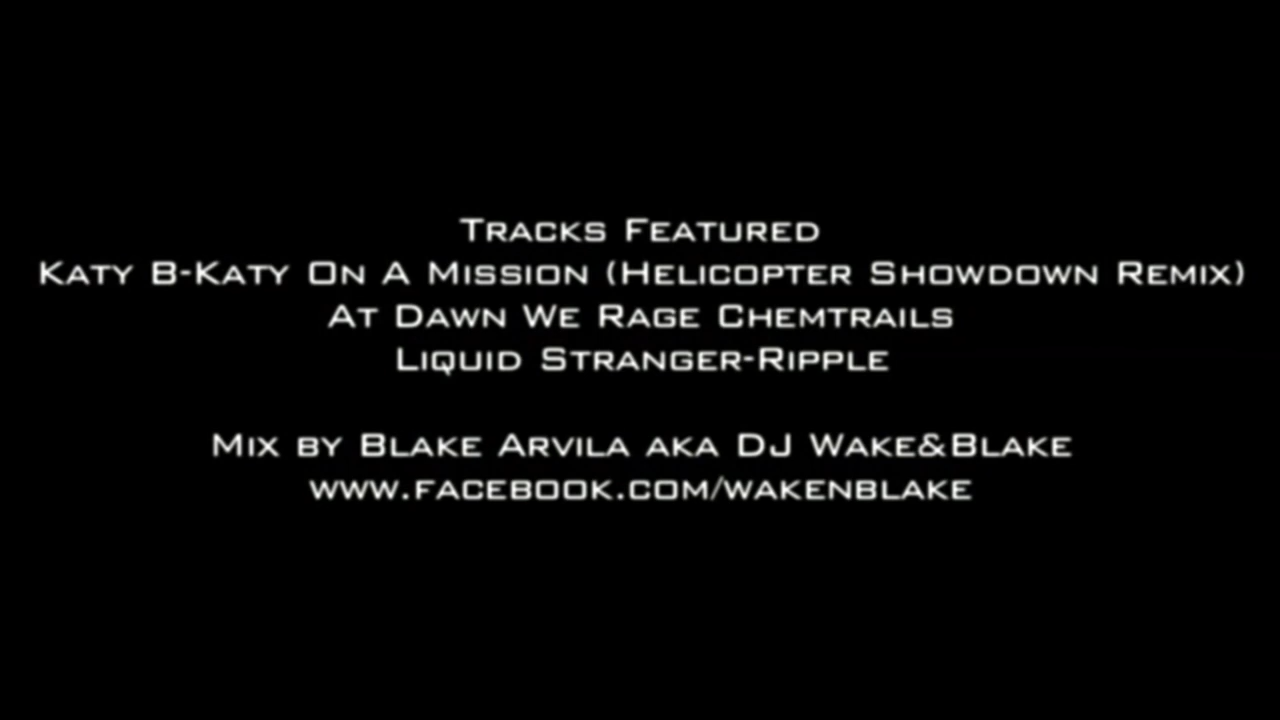 Tracks Featured
Katy B-Katy On A Mission (Helicopter Showdown Remix)
At Dawn We Rage Chemtrails
Liquid Stranger-Ripple
Mix by Blake Arvila aka DJ Wake&Blake
www.facebook.com/wakenblake